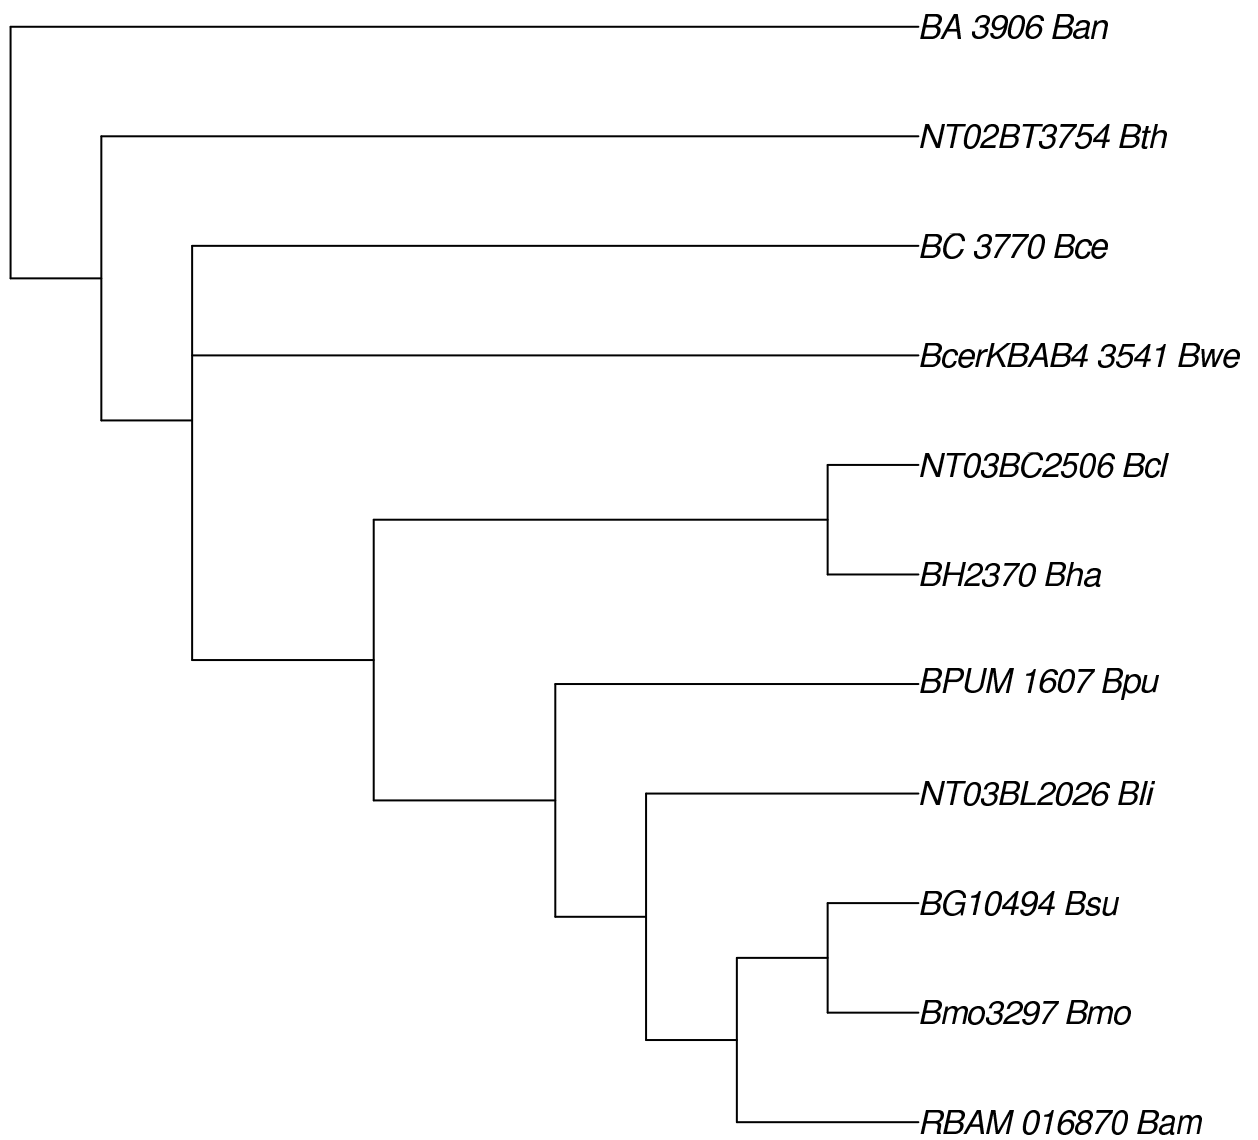 BA 3906 Ban
NT02BT3754 Bth
BC 3770 Bce
BcerKBAB4 3541 Bwe
NT03BC2506 Bcl
BH2370 Bha
BPUM 1607 Bpu
NT03BL2026 Bli
BG10494 Bsu
Bmo3297 Bmo
RBAM 016870 Bam